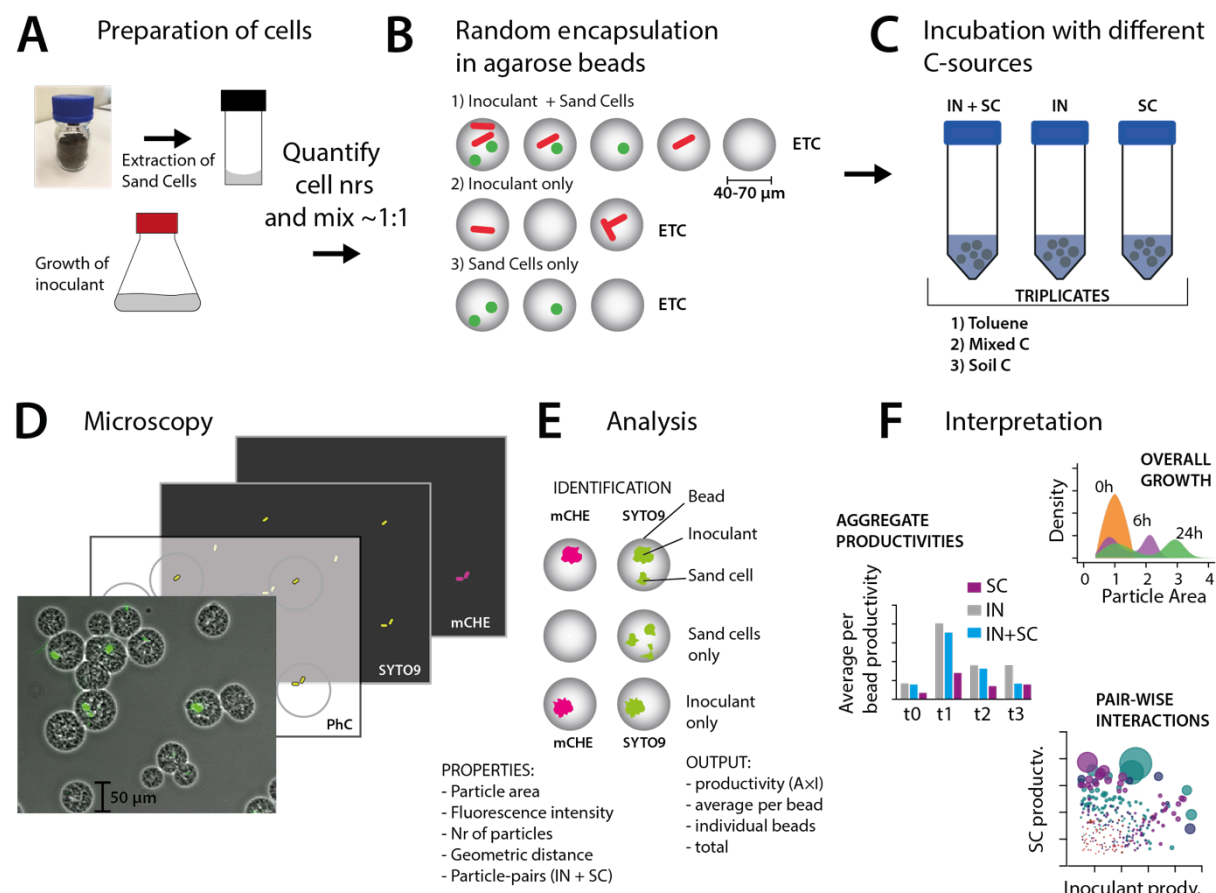 A Preparation of cells
Extraction of
Sand Cells
Growth of
inoculant
Quantify
cell nrs
and mix ~1:1
B Random encapsulation
in agarose beads
1) Inoculant + Sand Cells
ETC
40-70 µm
2) Inoculant only
ETC
3) Sand Cells only
ETC
C Incubation with different
C-sources
IN + SC IN SC
TRIPLICATES
1) Toluene
2) Mixed C
3) Soil C
D Microscopy
mCHE
SYTO9
PhC
50 µm
E Analysis
IDENTIFICATION
mCHE SYTO9
Bead
Inoculant
Sand cell
Sand cells
only
Inoculant
only
mCHE SYTO9
PROPERTIES:
- Particle area
- Fluorescence intensity
- Nr of particles
- Geometric distance
- Particle-pairs (IN + SC)
OUTPUT:
- productivity (A×I)
- average per bead
- individual beads
- total
F Interpretation
OVERALL
GROWTH
Density
0h
6h
24h
0 1 2 3 4
Particle Area
AGGREGATE
PRODUCTIVITIES
SC
IN
IN+SC
Average per
bead productivity
t0 t1 t2 t3
PAIR-WISE
INTERACTIONS
SC productv.
Inoculant prodv.